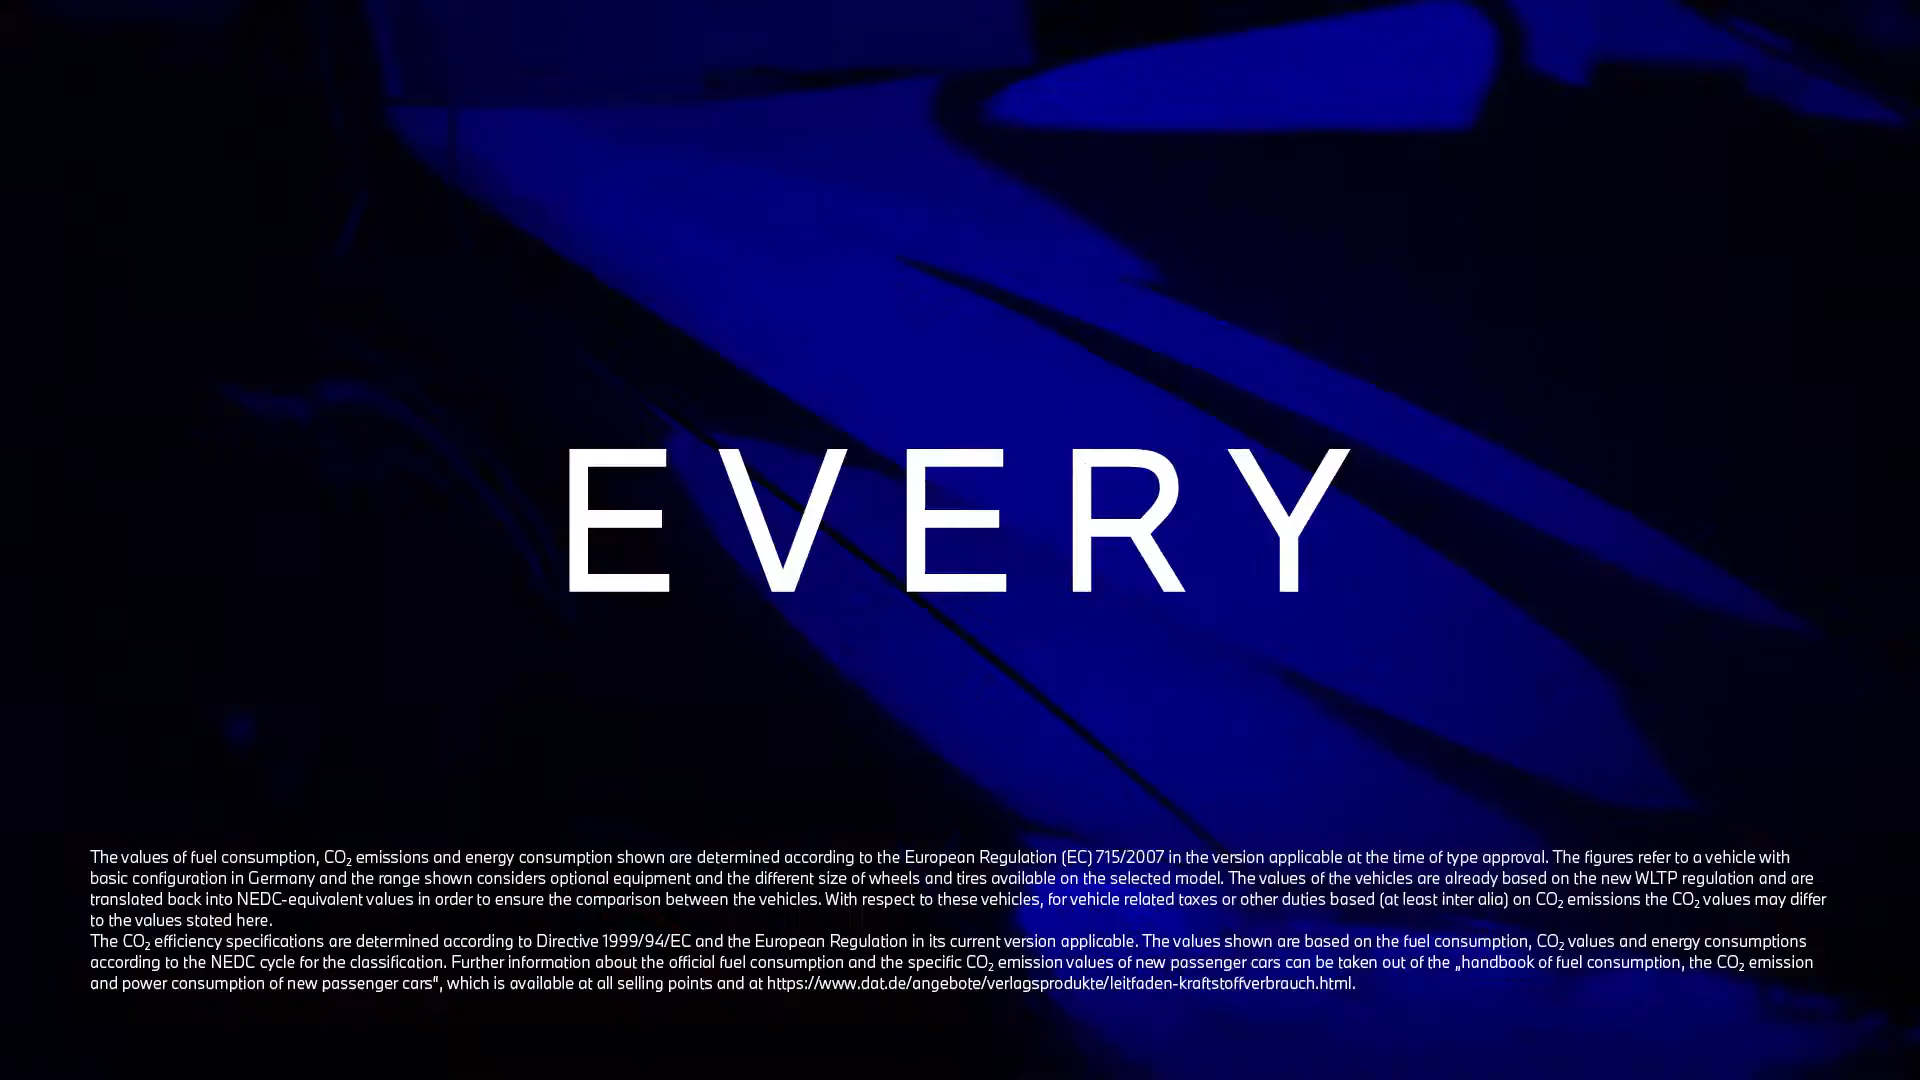 EVERY
The values of fuel consumption, CO₂ emissions and energy consumption shown are determined according to the European Regulation (EC) 715/2007 in the version applicable at the time of type approval. The figures refer to a vehicle with
basic configuration in Germany and the range shown considers optional equipment and the different size of wheels and tires available on the selected model. The values of the vehicles are already based on the new WLTP regulation and are
translated back into NEDC-equivalent values in order to ensure the comparison between the vehicles. With respect to these vehicles, for vehicle related taxes or other duties based (at least inter alia) on CO₂ emissions the CO₂ values may differ
to the values stated here.
The CO₂ efficiency specifications are determined according to Directive 1999/94/EC and the European Regulation in its current version applicable. The values shown are based on the fuel consumption, CO₂ values and energy consumptions
according to the NEDC cycle for the classification. Further information about the official fuel consumption and the specific CO₂ emission values of new passenger cars can be taken out of the „handbook of fuel consumption, the CO₂ emission
and power consumption of new passenger cars", which is available at all selling points and at https://www.dat.de/angebote/verlagsprodukte/leitfaden-kraftstoffverbrauch.html.